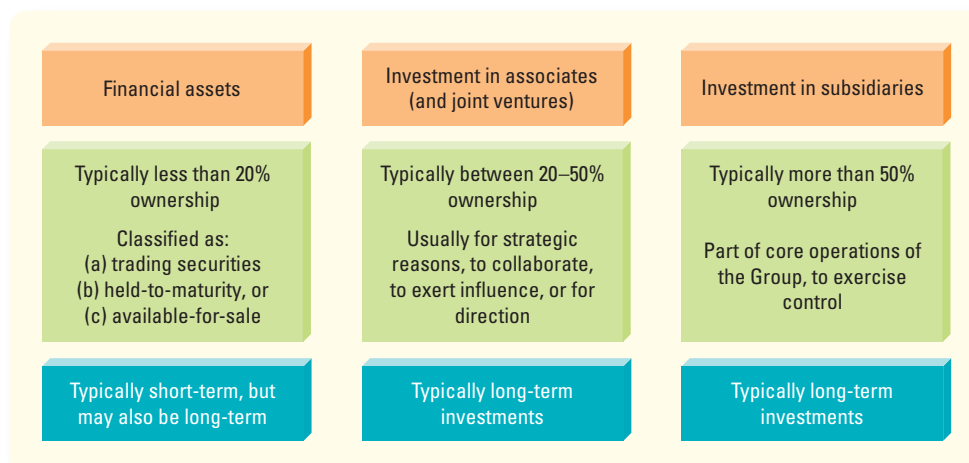 Financial assets
Typically less than 20%
ownership
Classified as:
(a) trading securities
(b) held-to-maturity, or
(c) available-for-sale
Typically short-term, but
may also be long-term
Investment in associates
(and joint ventures)
Typically between 20–50%
ownership
Usually for strategic
reasons, to collaborate,
to exert influence, or for
direction
Typically long-term
investments
Investment in subsidiaries
Typically more than 50%
ownership
Part of core operations of
the Group, to exercise
control
Typically long-term
investments